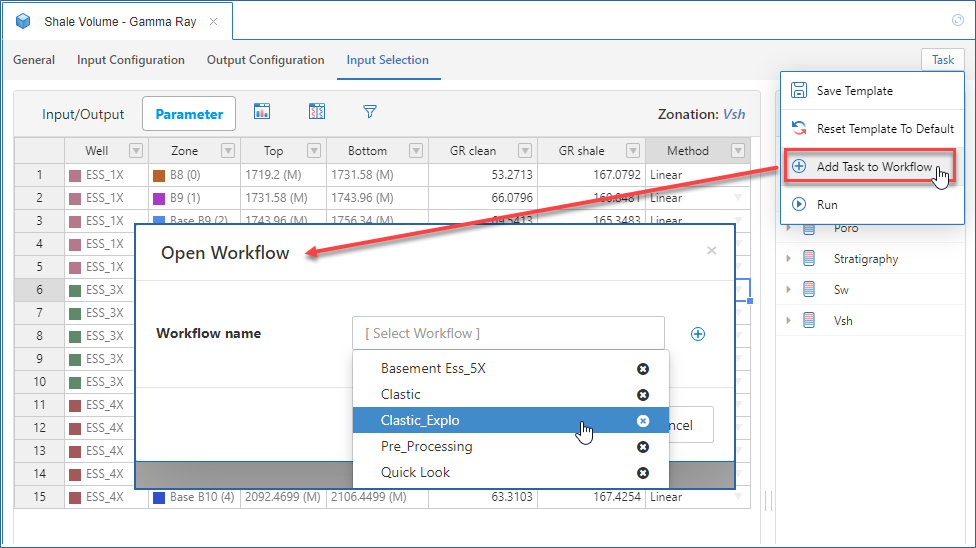 Shale Volume - Gamma Ray ×
General Input Configuration Output Configuration Input Selection Task
Input/Output Parameter Zonation: Vsh
Well Zone Top Bottom GR clean GR shale Method
1 ESS_1X B8 (0) 1719.2 (M) 1731.58 (M) 53.2713 167.0792 Linear
2 ESS_1X B9 (1) 1731.58 (M) 1743.96 (M) 66.0796 Linear
3 ESS_1X Base B9 (2) 1743.96 (M) 1756.34 (M) 165.3483 Linear
4 ESS_1X
5 ESS_1X
6 ESS_3X
7 ESS_3X
8 ESS_3X
9 ESS_3X
10 ESS_3X
11 ESS_4X
12 ESS_4X
13 ESS_4X
14 ESS_4X
15 ESS_4X Base B10 (4) 2092.4699 (M) 2106.4499 (M) 63.3103 167.4254 Linear
Save Template
Reset Template To Default
Add Task to Workflow
Run
Poro
Stratigraphy
Sw
Vsh
Open Workflow ×
Workflow name [ Select Workflow ]
Basement Ess_5X
Clastic
Clastic_Explo
Pre_Processing
Quick Look
ncel